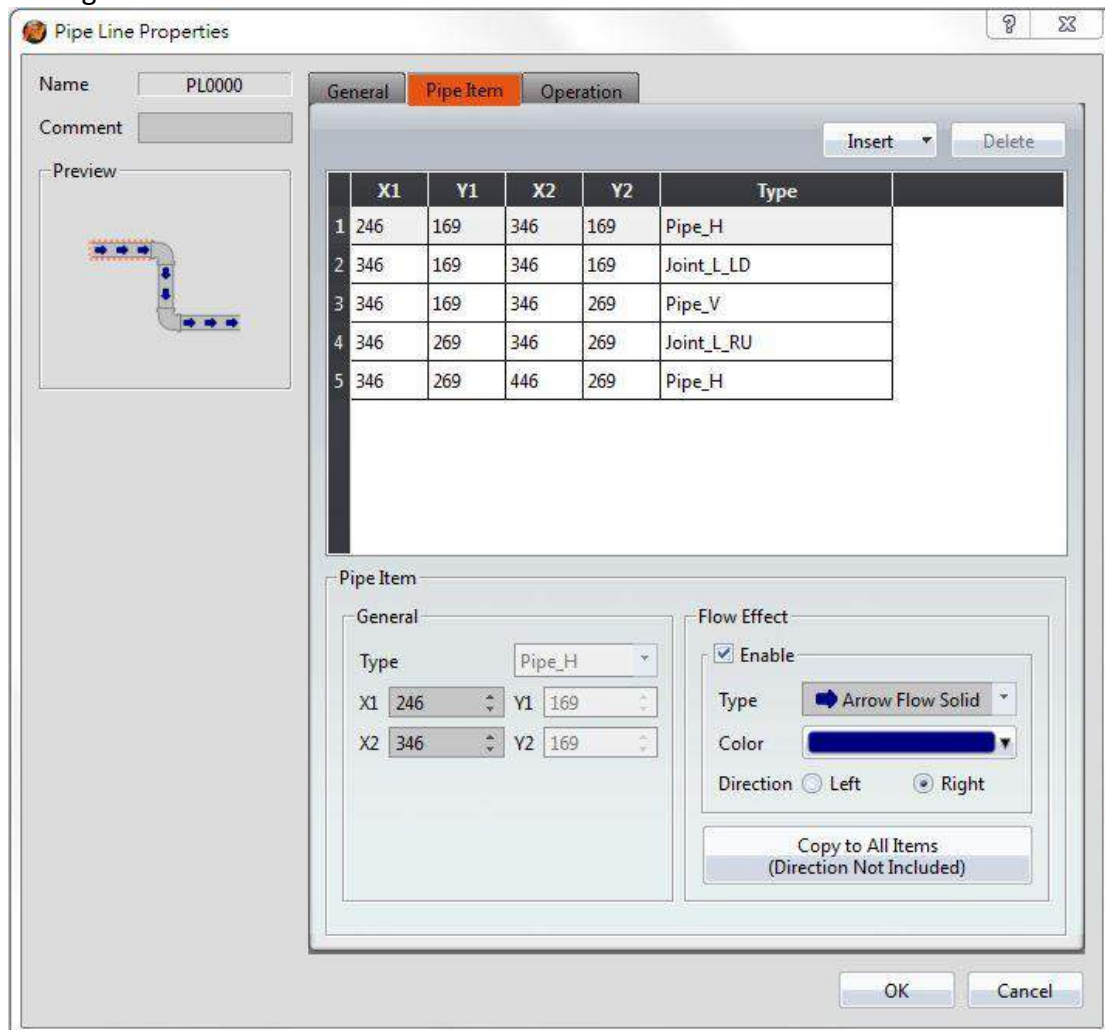 Pipe Line Properties
Name PL0000
Comment
Preview
General Pipe Item Operation
Insert Delete
X1 Y1 X2 Y2 Type
1 246 169 346 169 Pipe_H
2 346 169 346 169 Joint_L_LD
3 346 169 346 269 Pipe_V
4 346 269 346 269 Joint_L_RU
5 346 269 446 269 Pipe_H
Pipe Item
General
Type Pipe_H
X1 246 Y1 169
X2 346 Y2 169
Flow Effect
Enable
Type Arrow Flow Solid
Color
Direction Left Right
Copy to All Items
(Direction Not Included)
OK Cancel